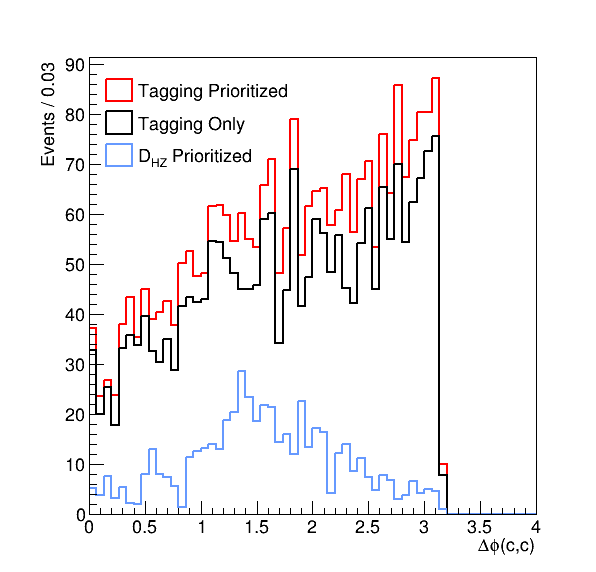 Events / 0.03
90
80
70
60
50
40
30
20
10
0
Tagging Prioritized
Tagging Only
D_HZ Prioritized
0 0.5 1 1.5 2 2.5 3 3.5 4
Δϕ(c,c)